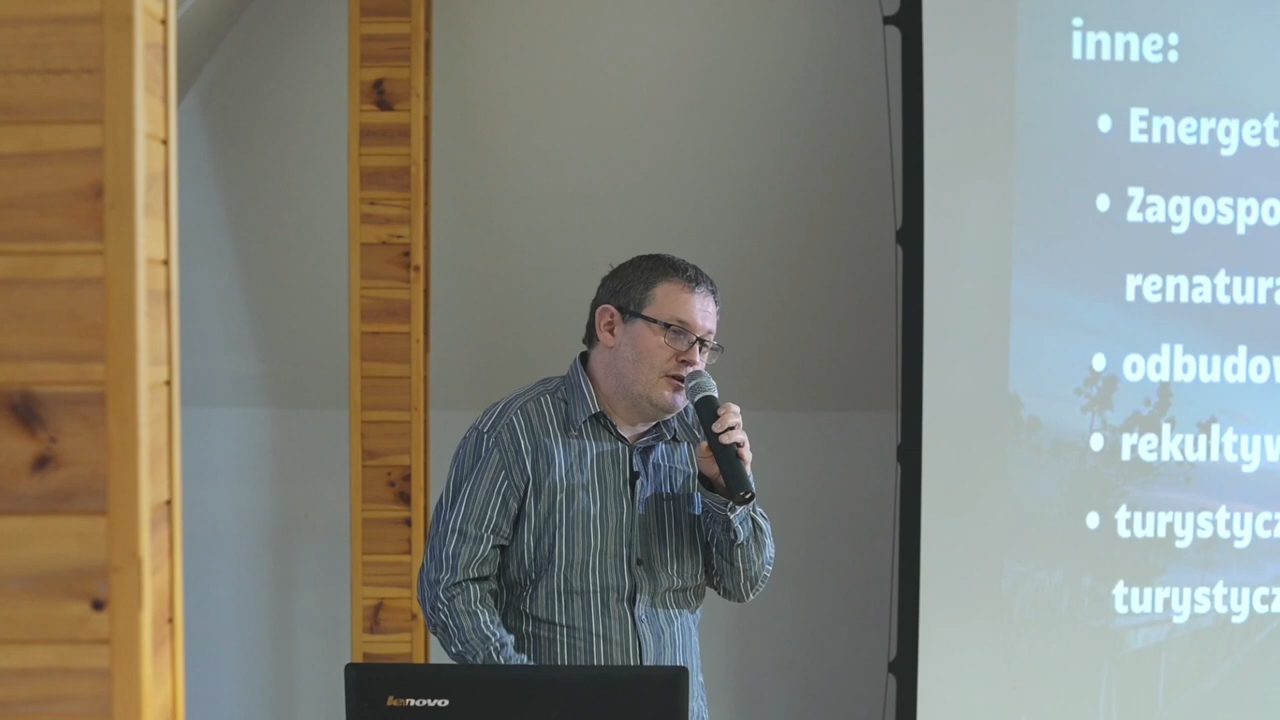 inne:
• Energet
• Zagospo
renatura
• odbudow
• rekultyw
• turystycz
turystycz
lenovo